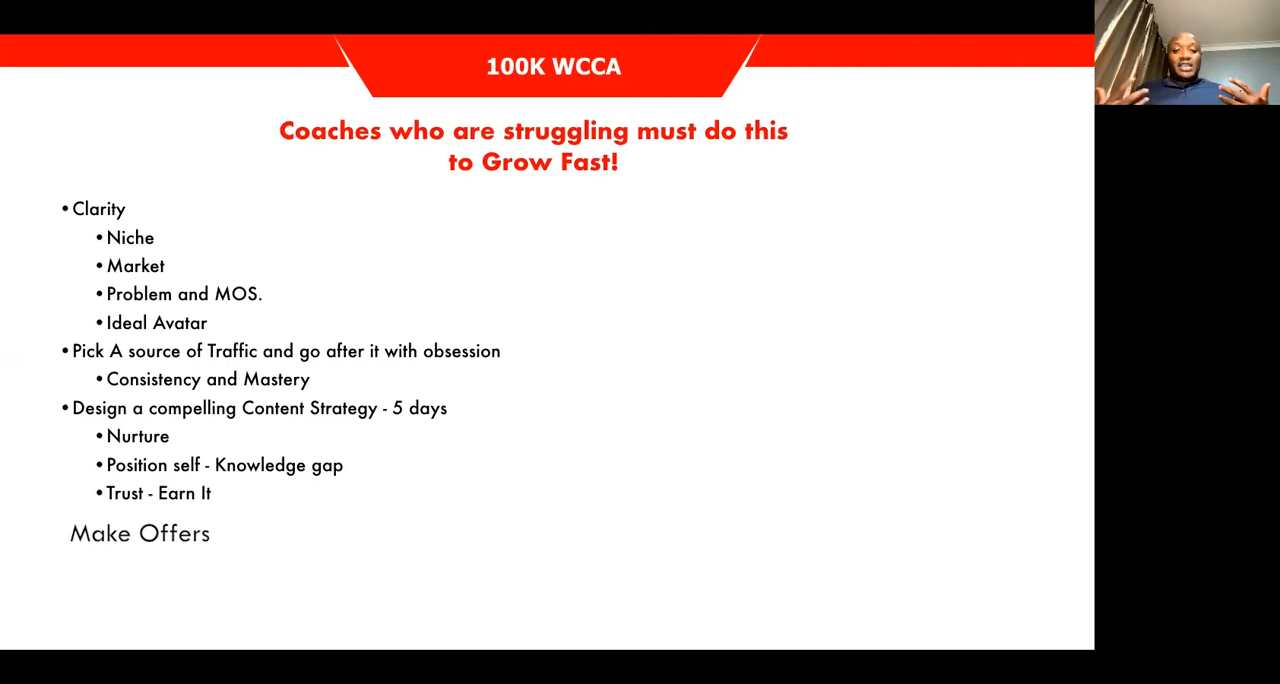 100K WCCA
Coaches who are struggling must do this
to Grow Fast!
• Clarity
• Niche
• Market
• Problem and MOS.
• Ideal Avatar
• Pick A source of Traffic and go after it with obsession
• Consistency and Mastery
• Design a compelling Content Strategy - 5 days
• Nurture
• Position self - Knowledge gap
• Trust - Earn It
Make Offers